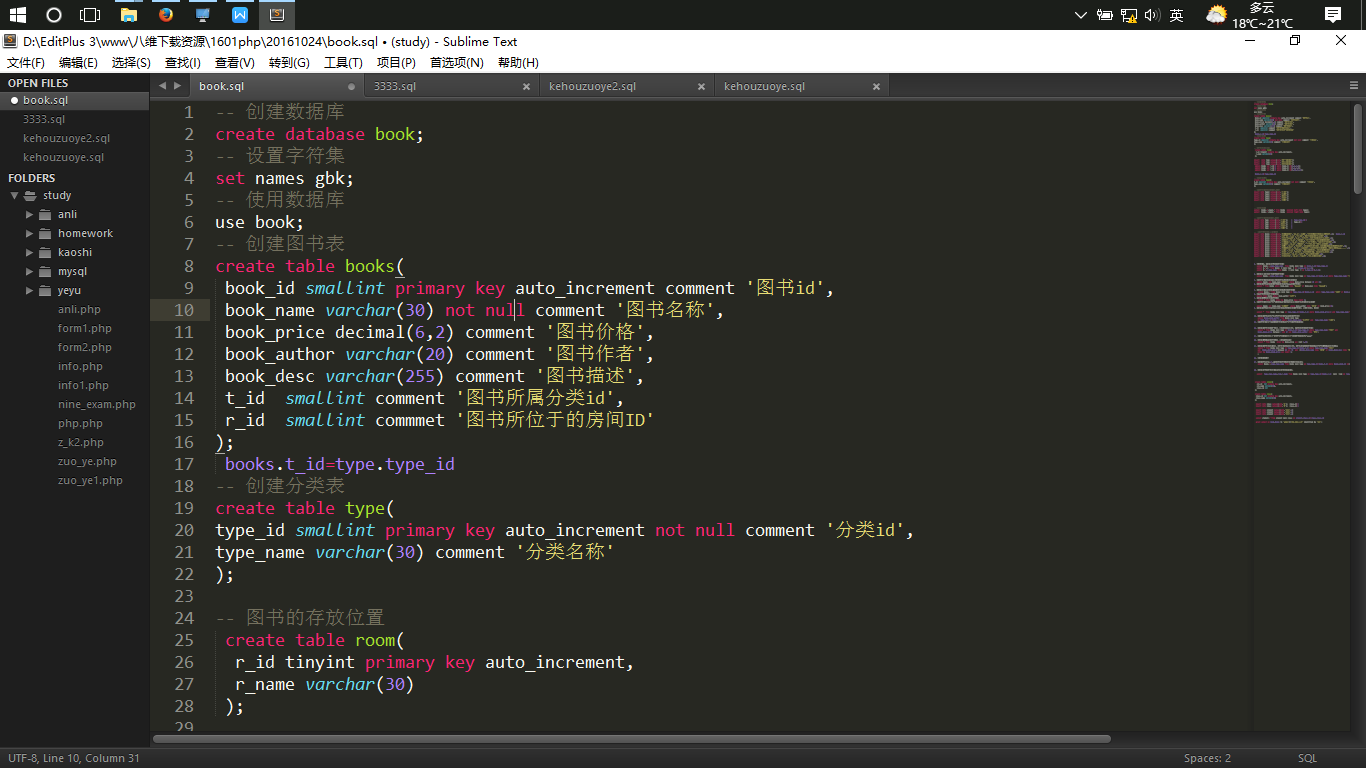 英
多云
18℃~21℃
D:\EditPlus 3\www\八维下载资源\1601php\20161024\book.sql • (study) - Sublime Text
文件(F) 编辑(E) 选择(S) 查找(I) 查看(V) 转到(G) 工具(T) 项目(P) 首选项(N) 帮助(H)
OPEN FILES
book.sql
3333.sql
kehouzuoye2.sql
kehouzuoye.sql
FOLDERS
study
anli
homework
kaoshi
mysql
yeyu
anli.php
form1.php
form2.php
info.php
info1.php
nine_exam.php
php.php
z_k2.php
zuo_ye.php
zuo_ye1.php
book.sql 3333.sql kehouzuoye2.sql kehouzuoye.sql
1 -- 创建数据库
2 create database book;
3 -- 设置字符集
4 set names gbk;
5 -- 使用数据库
6 use book;
7 -- 创建图书表
8 create table books(
9 book_id smallint primary key auto_increment comment '图书id',
10 book_name varchar(30) not null comment '图书名称',
11 book_price decimal(6,2) comment '图书价格',
12 book_author varchar(20) comment '图书作者',
13 book_desc varchar(255) comment '图书描述',
14 t_id smallint comment '图书所属分类id',
15 r_id smallint commmet '图书所位于的房间ID'
16 );
17 books.t_id=type.type_id
18 -- 创建分类表
19 create table type(
20 type_id smallint primary key auto_increment not null comment '分类id',
21 type_name varchar(30) comment '分类名称'
22 );
23
24 -- 图书的存放位置
25 create table room(
26 r_id tinyint primary key auto_increment,
27 r_name varchar(30)
28 );
29
UTF-8, Line 10, Column 31
Spaces: 2
SQL